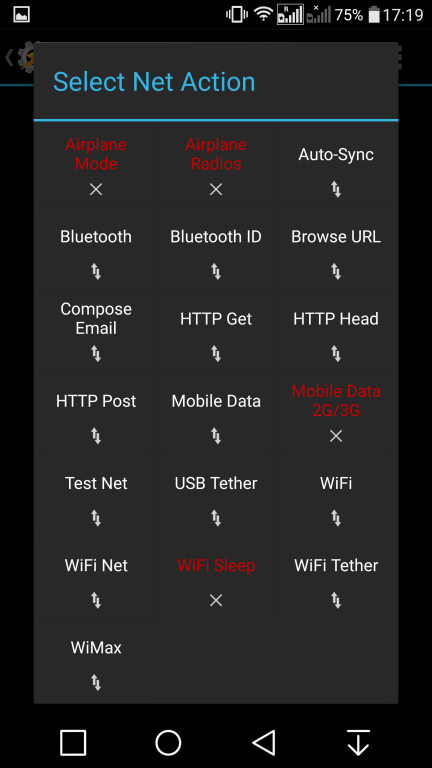 R 75% 17:19
Select Net Action
Airplane Mode
Airplane Radios
Auto-Sync
Bluetooth
Bluetooth ID
Browse URL
Compose Email
HTTP Get
HTTP Head
HTTP Post
Mobile Data
Mobile Data 2G/3G
Test Net
USB Tether
WiFi
WiFi Net
WiFi Sleep
WiFi Tether
WiMax